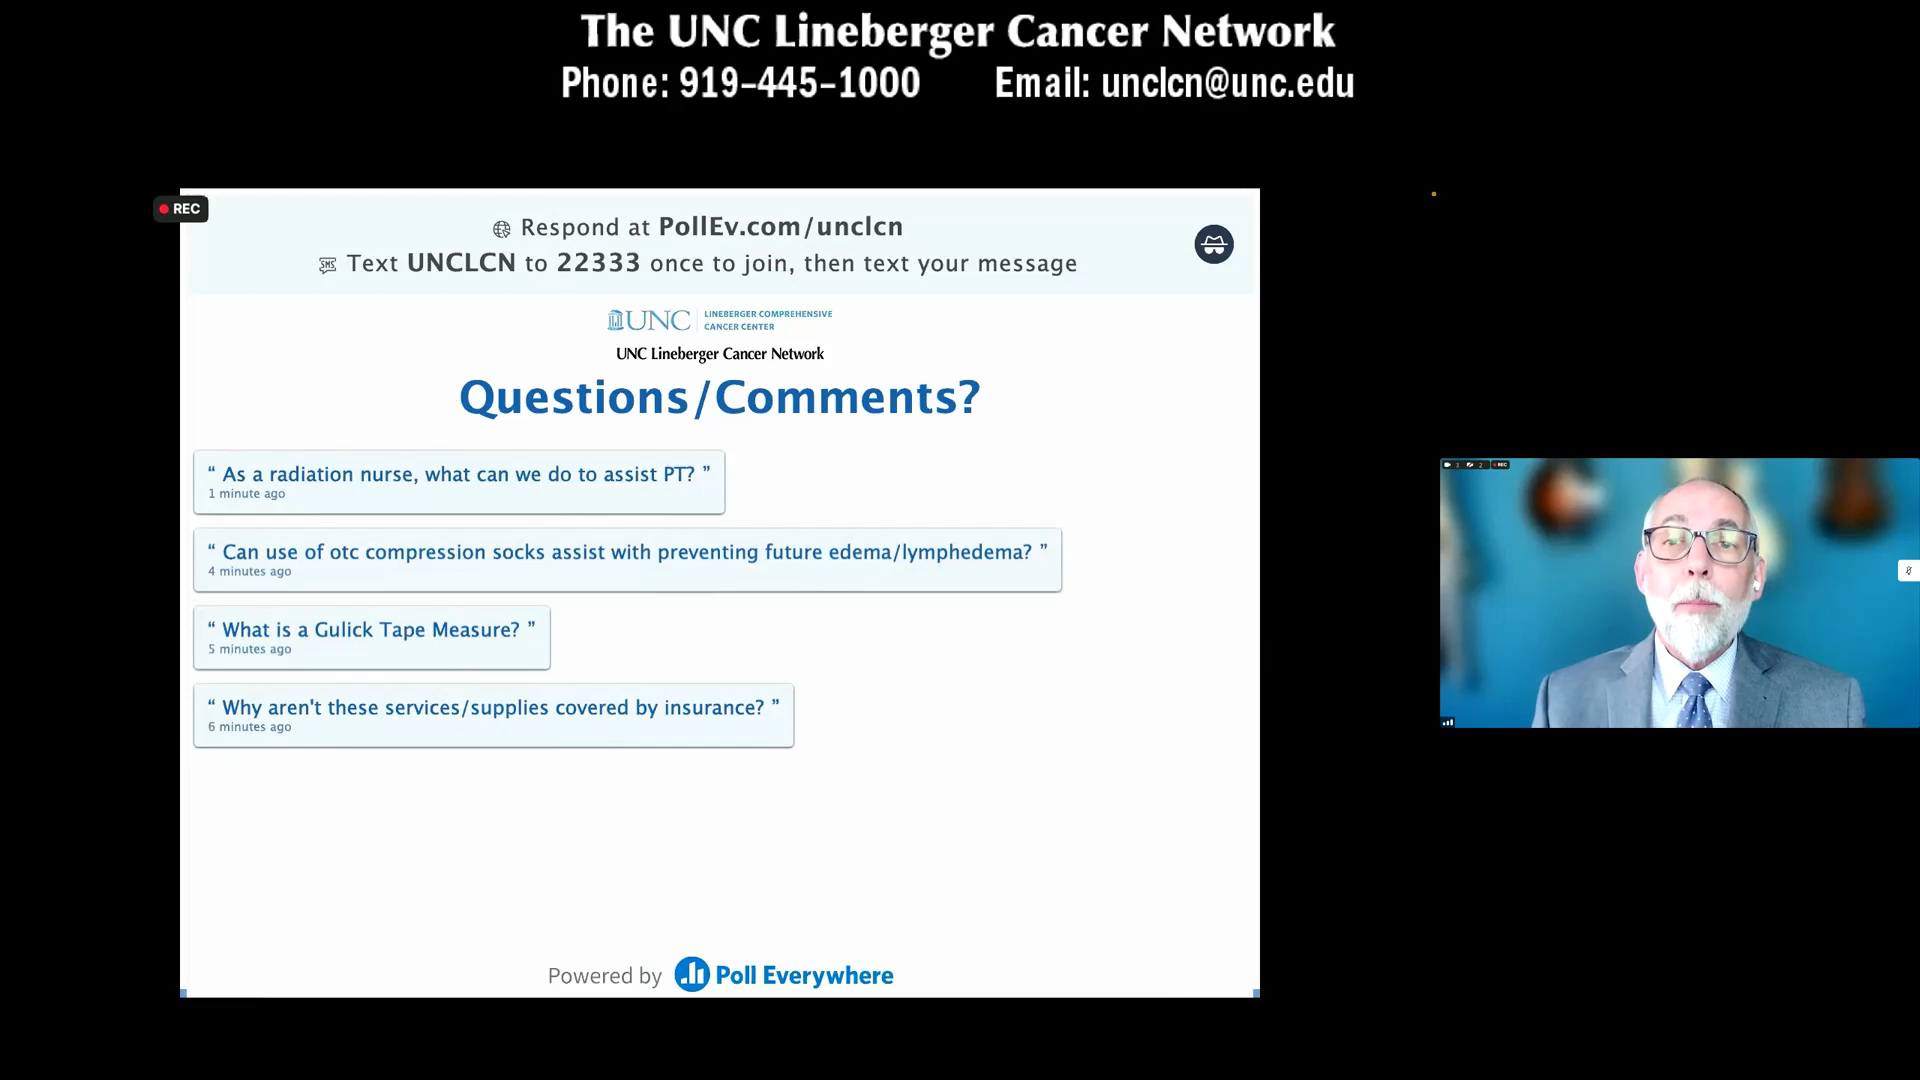 The UNC Lineberger Cancer Network
Phone: 919-445-1000 Email: unclcn@unc.edu
REC
Respond at PollEv.com/unclcn
SMS Text UNCLCN to 22333 once to join, then text your message
UNC LINEBERGER COMPREHENSIVE
CANCER CENTER
UNC Lineberger Cancer Network
Questions/Comments?
“ As a radiation nurse, what can we do to assist PT? ”
1 minute ago
“ Can use of otc compression socks assist with preventing future edema/lymphedema? ”
4 minutes ago
“ What is a Gulick Tape Measure? ”
5 minutes ago
“ Why aren't these services/supplies covered by insurance? ”
6 minutes ago
Powered by Poll Everywhere
1 2 REC